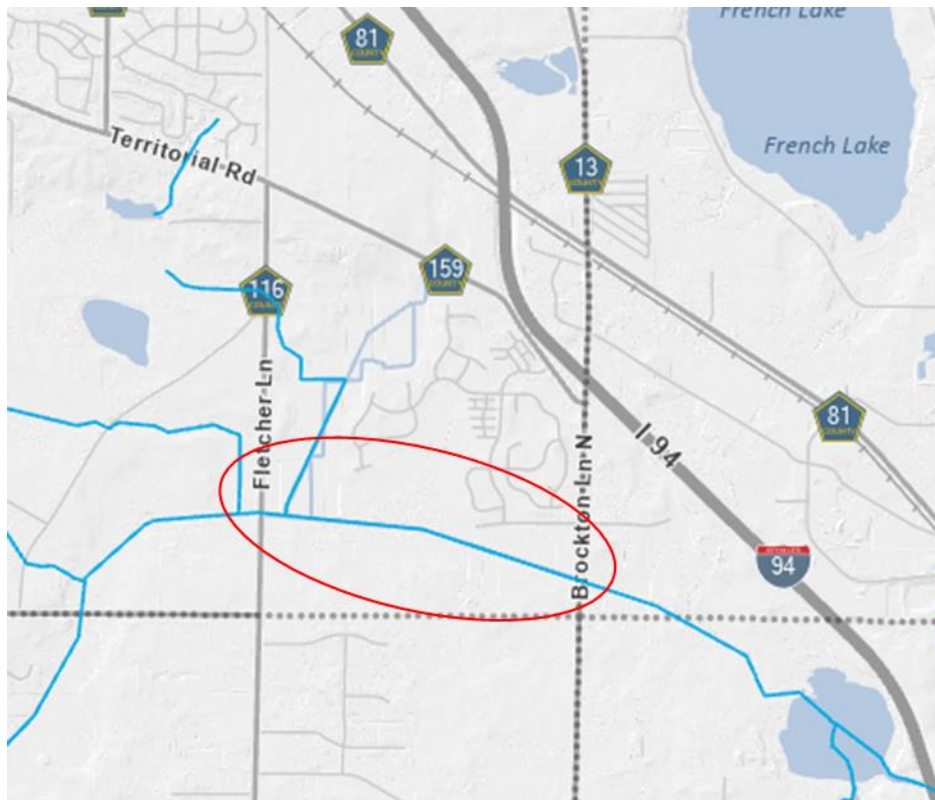 French Lake
81
COUNTY
Territorial Rd
13
COUNTY
French Lake
159
COUNTY
116
COUNTY
Fletcher Ln
81
COUNTY
I-94
Brockton Ln N
94